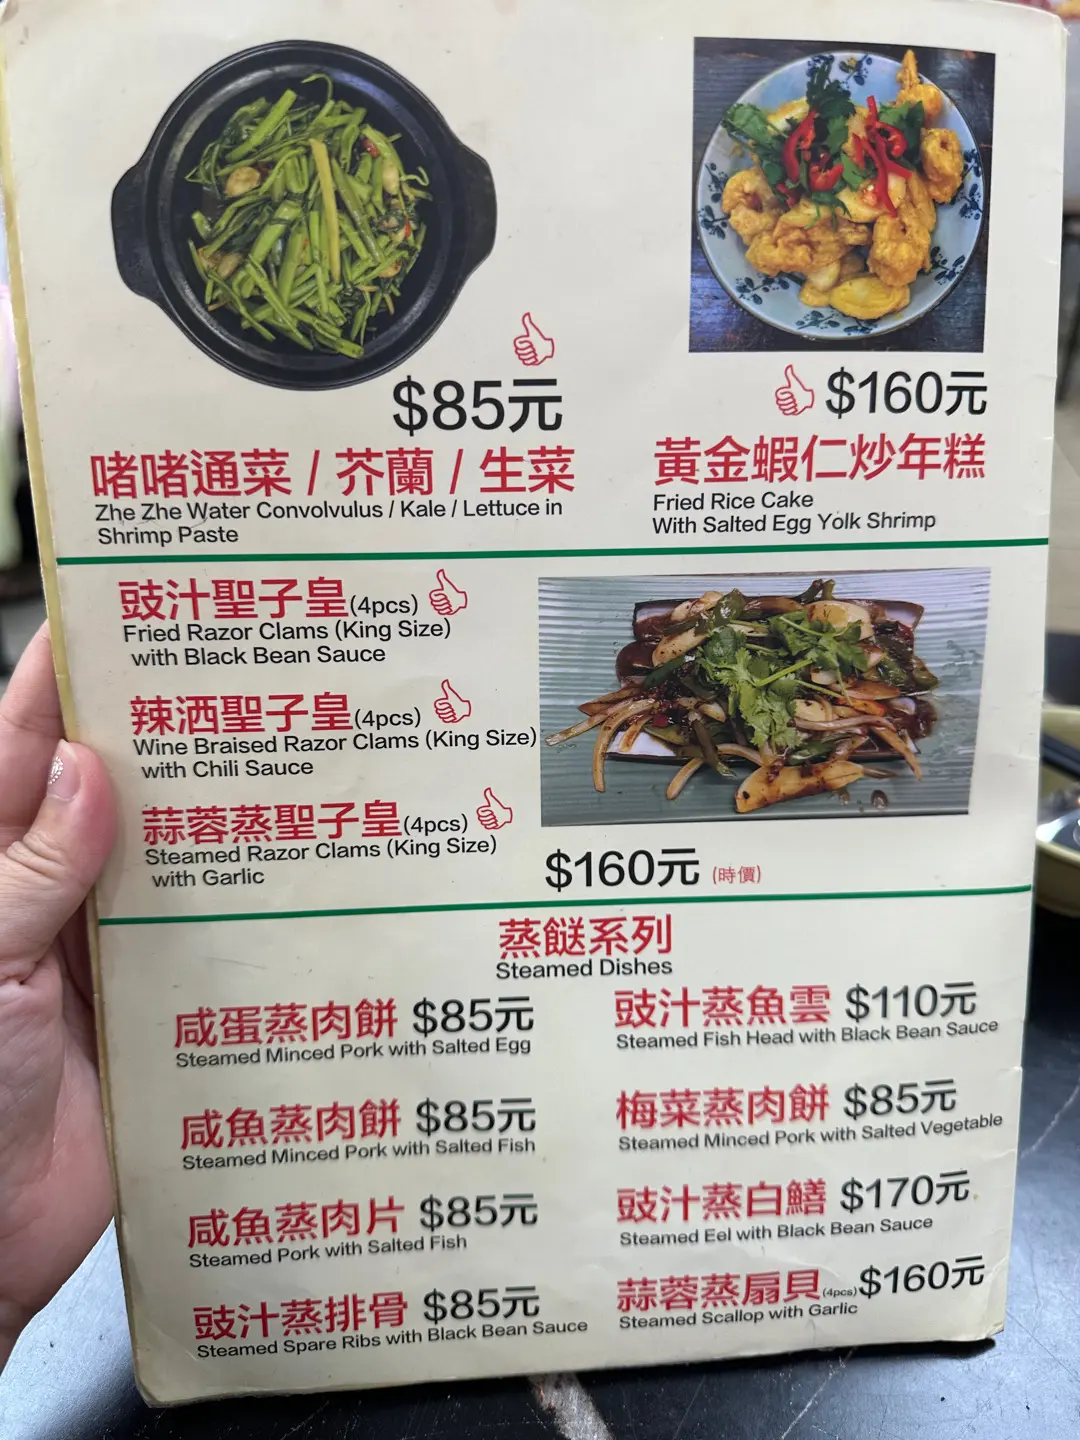 $85元
啫啫通菜 / 芥蘭 / 生菜
Zhe Zhe Water Convolvulus / Kale / Lettuce in
Shrimp Paste
$160元
黃金蝦仁炒年糕
Fried Rice Cake
With Salted Egg Yolk Shrimp
豉汁聖子皇(4pcs)
Fried Razor Clams (King Size)
with Black Bean Sauce
辣洒聖子皇(4pcs)
Wine Braised Razor Clams (King Size)
with Chili Sauce
蒜蓉蒸聖子皇(4pcs)
Steamed Razor Clams (King Size)
with Garlic
$160元 (時價)
蒸餸系列
Steamed Dishes
咸蛋蒸肉餅 $85元
Steamed Minced Pork with Salted Egg
咸魚蒸肉餅 $85元
Steamed Minced Pork with Salted Fish
咸魚蒸肉片 $85元
Steamed Pork with Salted Fish
豉汁蒸排骨 $85元
Steamed Spare Ribs with Black Bean Sauce
豉汁蒸魚雲 $110元
Steamed Fish Head with Black Bean Sauce
梅菜蒸肉餅 $85元
Steamed Minced Pork with Salted Vegetable
豉汁蒸白鱔 $170元
Steamed Eel with Black Bean Sauce
蒜蓉蒸扇貝(4pcs)$160元
Steamed Scallop with Garlic